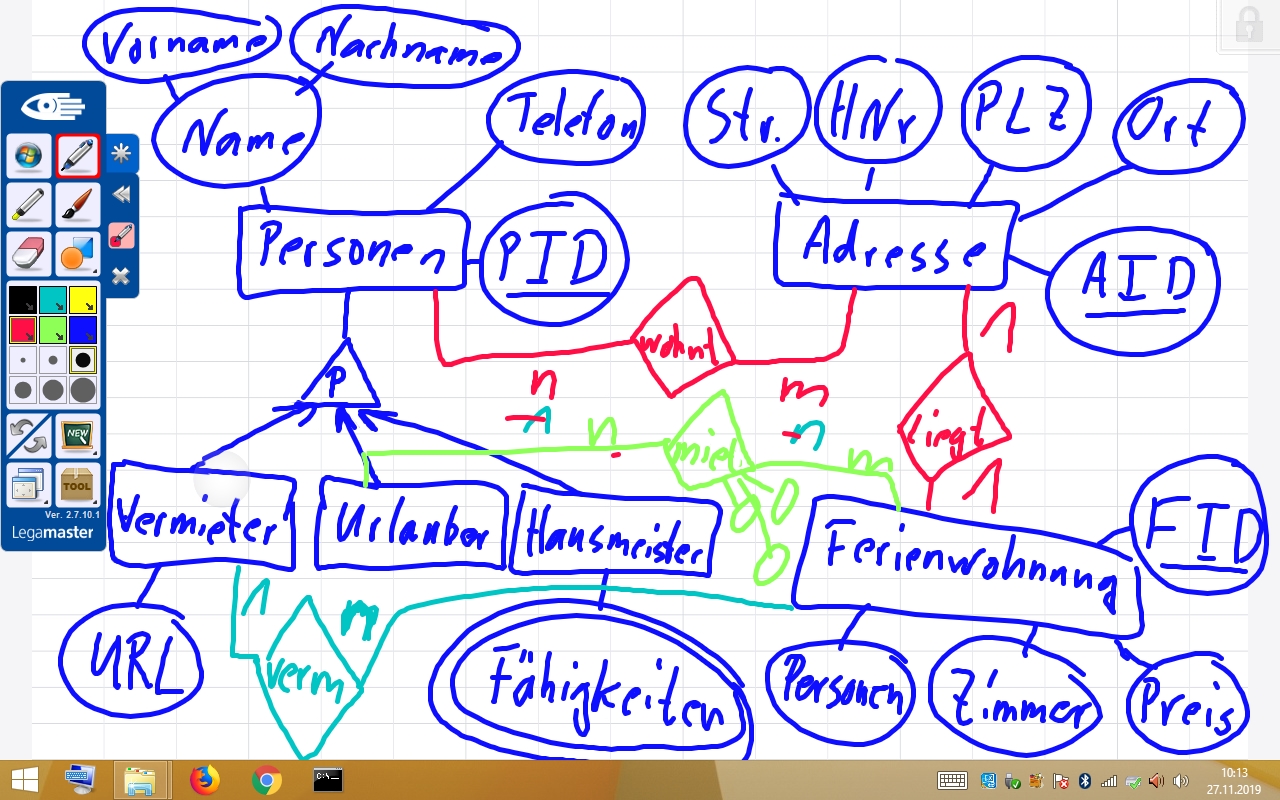 Vorname
Nachname
Name
Telefon
Str.
HNr
PLZ
Ort
Personen
PID
Adresse
AID
wohnt
1
P
n
m
1
n
n
m
liegt
1
miet
Vermieter
Urlauber
Hausmeister
Ferienwohnung
FID
1
m
verm
URL
Fähigkeiten
Personen
Zimmer
Preis
NEW
TOOL
Ver. 2.7.10.1
Legamaster
C:\_
10:13
27.11.2019